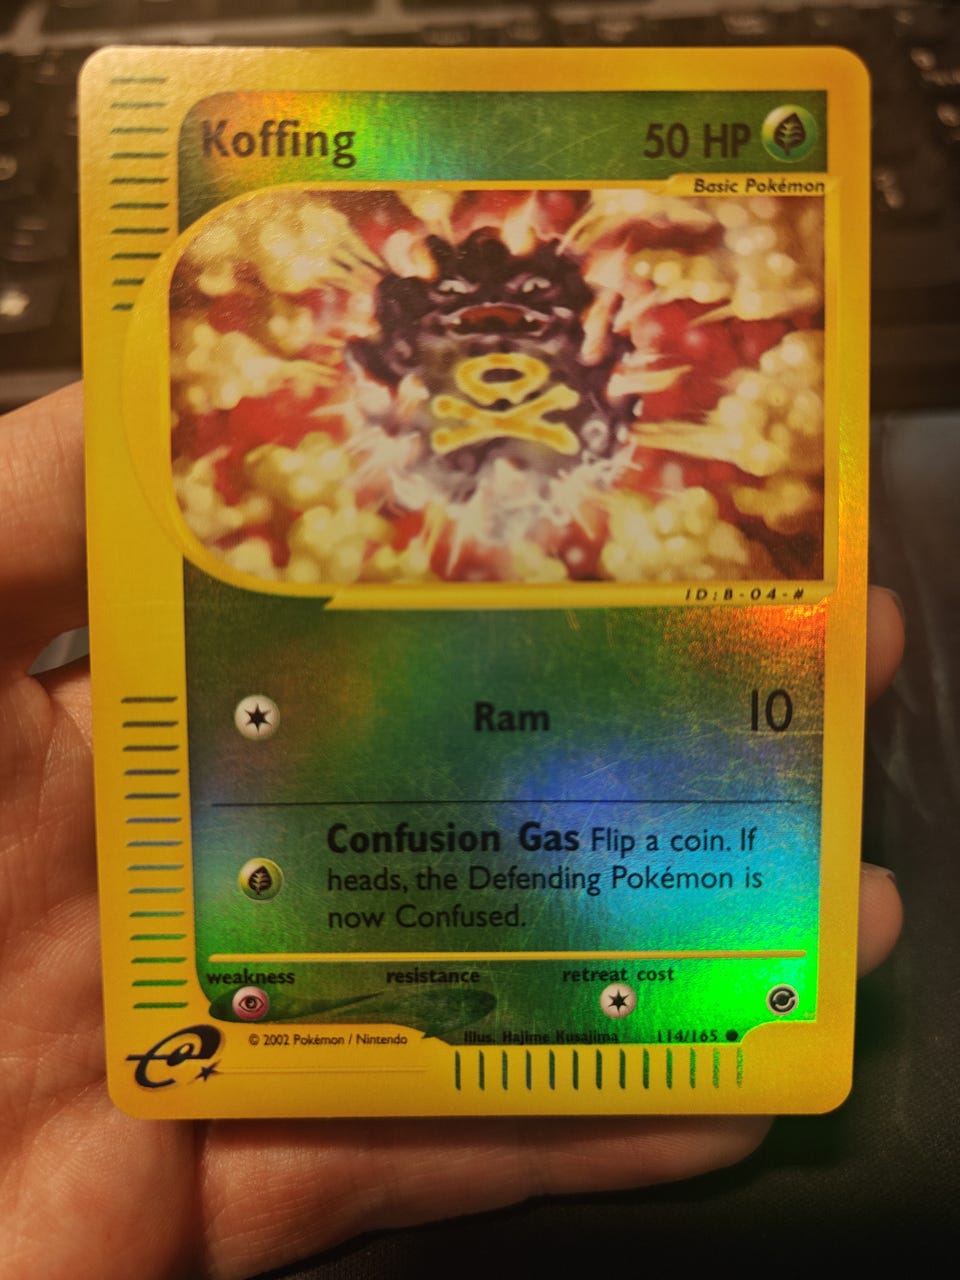 Koffing 50 HP
Basic Pokémon
ID:B-04-#
Ram 10
Confusion Gas Flip a coin. If
heads, the Defending Pokémon is
now Confused.
weakness resistance retreat cost
© 2002 Pokémon / Nintendo Illus. Hajime Kusajima 114/165
e